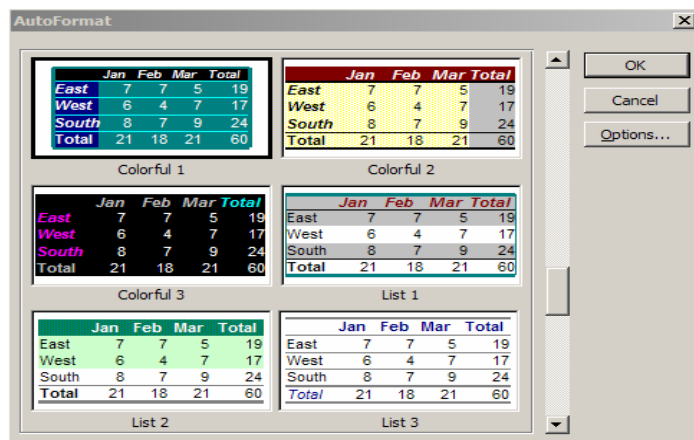 AutoFormat
Jan Feb Mar Total
East 7 7 5 19
West 6 4 7 17
South 8 7 9 24
Total 21 18 21 60
Colorful 1
Jan Feb Mar Total
East 7 7 5 19
West 6 4 7 17
South 8 7 9 24
Total 21 18 21 60
Colorful 2
Jan Feb Mar Total
East 7 7 5 19
West 6 4 7 17
South 8 7 9 24
Total 21 18 21 60
Colorful 3
Jan Feb Mar Total
East 7 7 5 19
West 6 4 7 17
South 8 7 9 24
Total 21 18 21 60
List 1
Jan Feb Mar Total
East 7 7 5 19
West 6 4 7 17
South 8 7 9 24
Total 21 18 21 60
List 2
Jan Feb Mar Total
East 7 7 5 19
West 6 4 7 17
South 8 7 9 24
Total 21 18 21 60
List 3
OK
Cancel
Options...